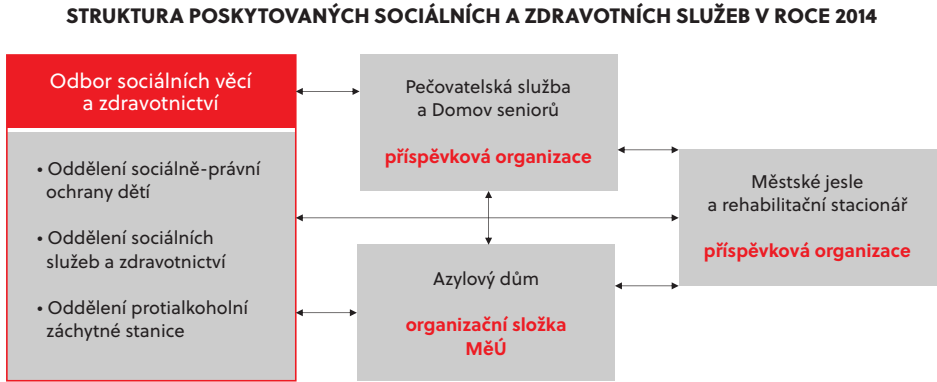 STRUKTURA POSKYTOVANÝCH SOCIÁLNÍCH A ZDRAVOTNÍCH SLUŽEB V ROCE 2014
Odbor sociálních věcí
a zdravotnictví
• Oddělení sociálně-právní
ochrany dětí
• Oddělení sociálních
služeb a zdravotnictví
• Oddělení protialkoholní
záchytné stanice
Pečovatelská služba
a Domov seniorů
příspěvková organizace
Azylový dům
organizační složka
MěÚ
Městské jesle
a rehabilitační stacionář
příspěvková organizace